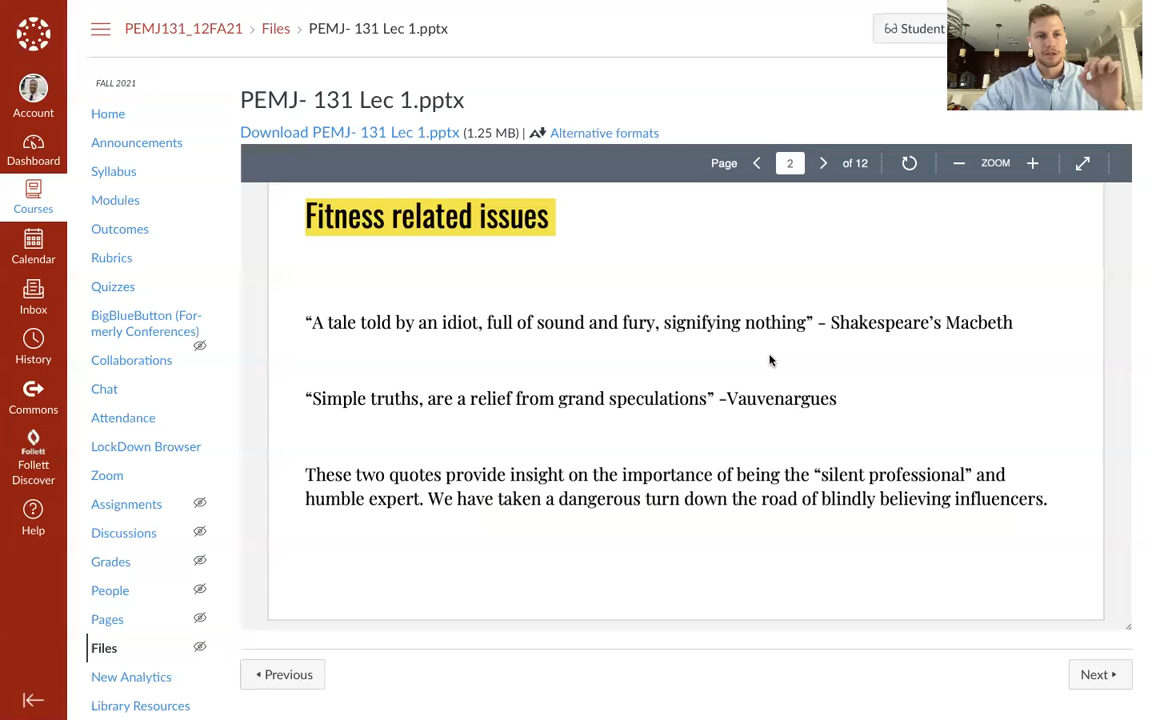 PEMJ131_12FA21 > Files > PEMJ- 131 Lec 1.pptx
Student
Account
Dashboard
Courses
Calendar
Inbox
History
Commons
Follett
Follett
Discover
Help
FALL 2021
Home
Announcements
Syllabus
Modules
Outcomes
Rubrics
Quizzes
BigBlueButton (For-
merly Conferences)
Collaborations
Chat
Attendance
LockDown Browser
Zoom
Assignments
Discussions
Grades
People
Pages
Files
New Analytics
Library Resources
PEMJ- 131 Lec 1.pptx
Download PEMJ- 131 Lec 1.pptx (1.25 MB) | Alternative formats
Page < 2 > of 12 − ZOOM +
Fitness related issues
“A tale told by an idiot, full of sound and fury, signifying nothing” - Shakespeare’s Macbeth
“Simple truths, are a relief from grand speculations” -Vauvenargues
These two quotes provide insight on the importance of being the “silent professional” and
humble expert. We have taken a dangerous turn down the road of blindly believing influencers.
Previous
Next